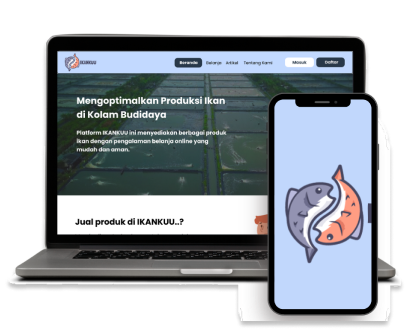 IKANKUU
Beranda Belanja Artikel Tentang Kami Masuk Daftar
Mengoptimalkan Produksi Ikan
di Kolam Budidaya
Platform IKANKUU ini menyediakan berbagai produk
ikan dengan pengalaman belanja online yang
mudah dan aman.
Jual produk di IKANKUU..?